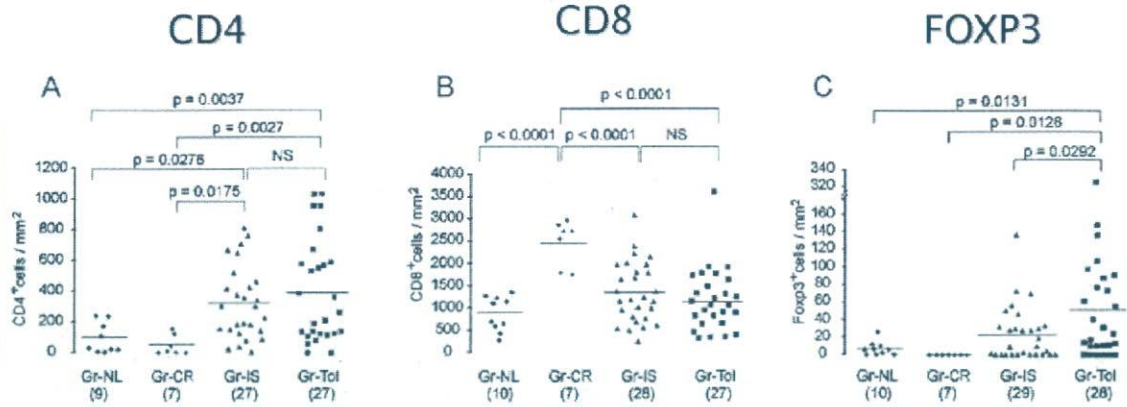 CD4
CD8
FOXP3
A
p = 0.0037
p = 0.0027
p = 0.0276
NS
p = 0.0175
1200
1000
800
600
400
200
0
CD4+cells / mm2
Gr-NL
(9)
Gr-CR
(7)
Gr-IS
(27)
Gr-Tol
(27)
B
p < 0.0001
p < 0.0001
p < 0.0001
NS
4000
3500
3000
2500
2000
1500
1000
500
0
CD8+cells / mm2
Gr-NL
(10)
Gr-CR
(7)
Gr-IS
(28)
Gr-Tol
(27)
C
p = 0.0131
p = 0.0128
p = 0.0292
340
320
160
140
120
100
80
60
40
20
0
Foxp3+cells / mm2
Gr-NL
(10)
Gr-CR
(7)
Gr-IS
(29)
Gr-Tol
(28)